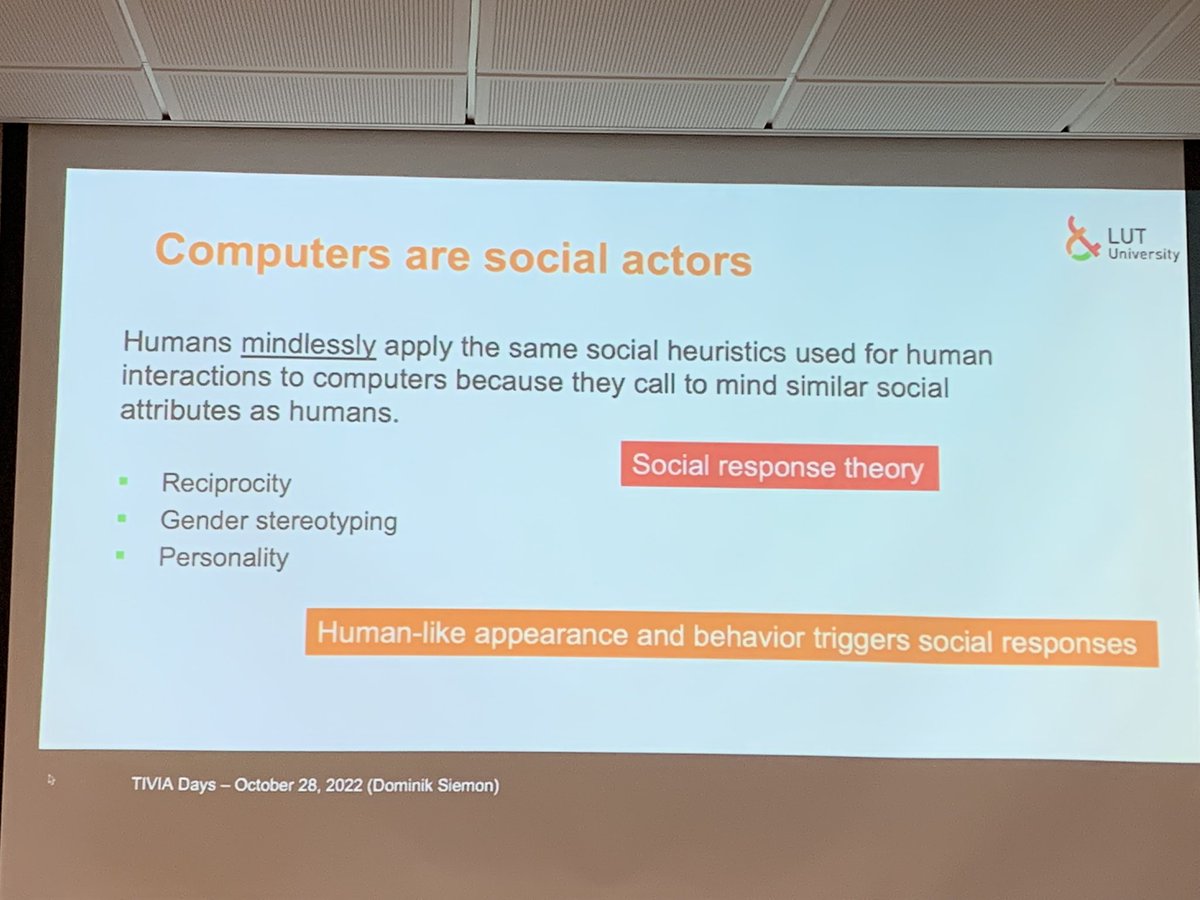 Computers are social actors
LUT
University
Humans mindlessly apply the same social heuristics used for human
interactions to computers because they call to mind similar social
attributes as humans.
Social response theory
Reciprocity
Gender stereotyping
Personality
Human-like appearance and behavior triggers social responses
TIVIA Days – October 28, 2022 (Dominik Siemon)